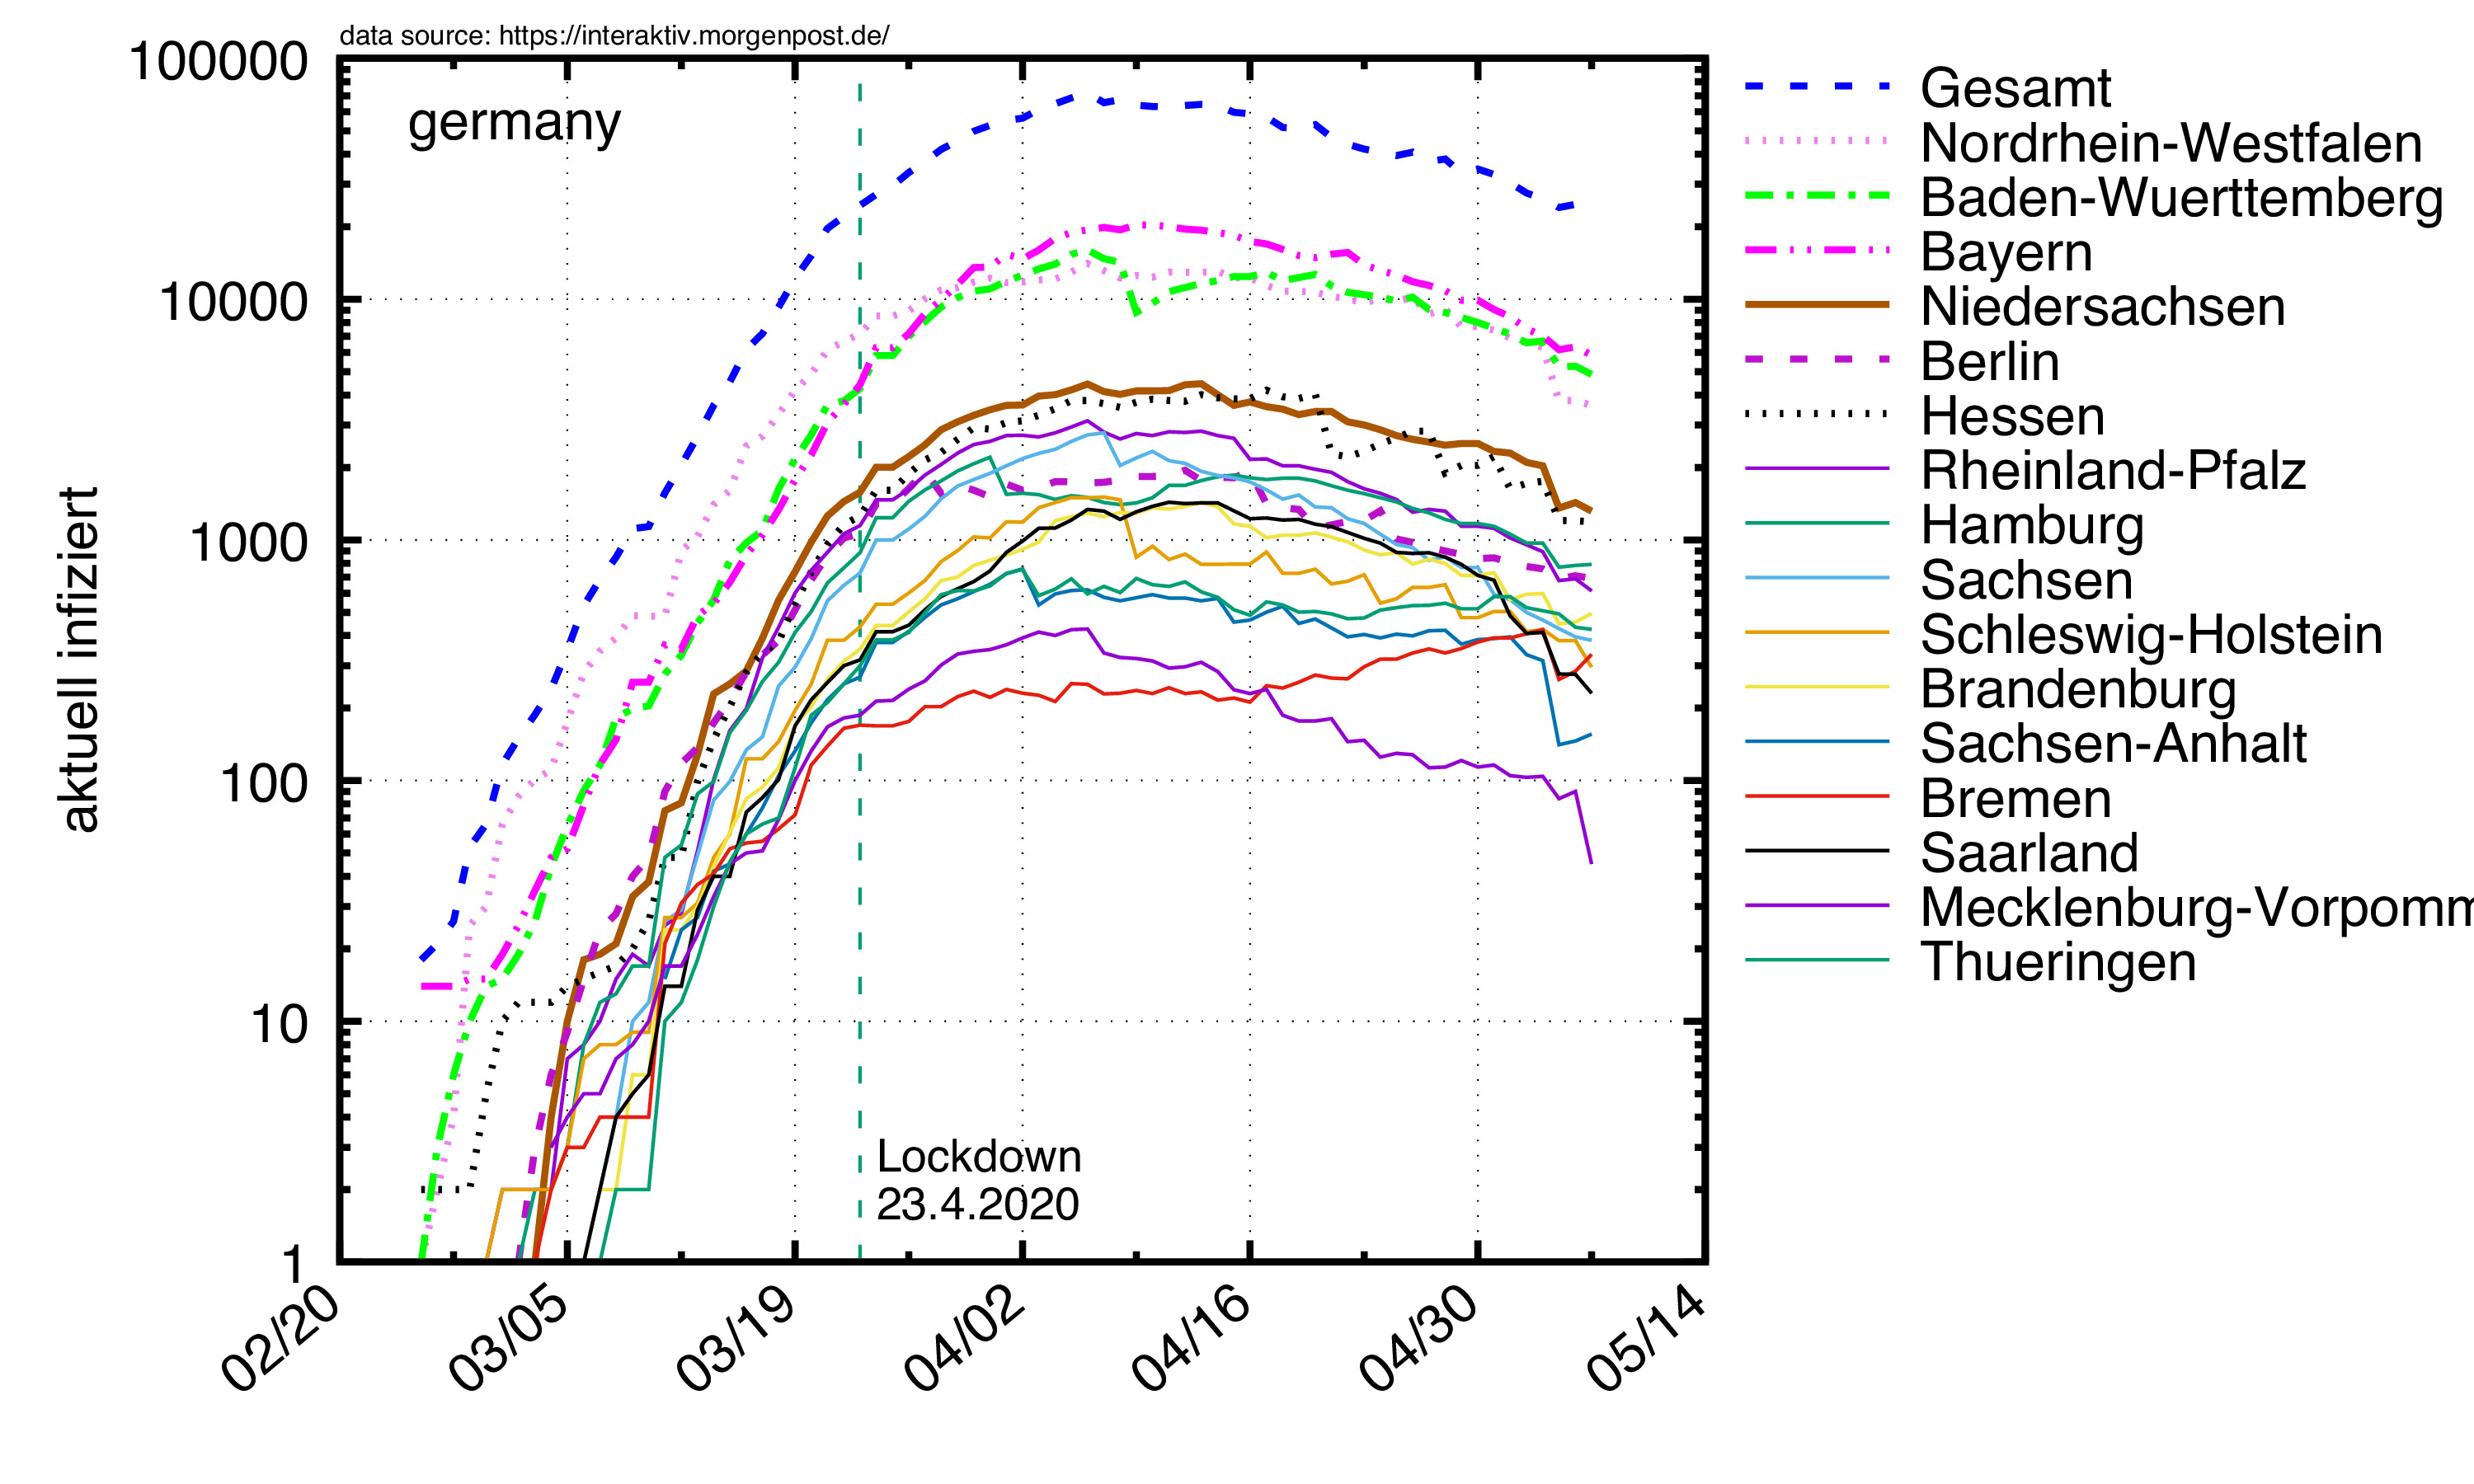 data source: https://interaktiv.morgenpost.de/
germany
aktuell infiziert
100000
10000
1000
100
10
1
02/20
03/05
03/19
04/02
04/16
04/30
05/14
Lockdown
23.4.2020
Gesamt
Nordrhein-Westfalen
Baden-Wuerttemberg
Bayern
Niedersachsen
Berlin
Hessen
Rheinland-Pfalz
Hamburg
Sachsen
Schleswig-Holstein
Brandenburg
Sachsen-Anhalt
Bremen
Saarland
Mecklenburg-Vorpomm
Thueringen